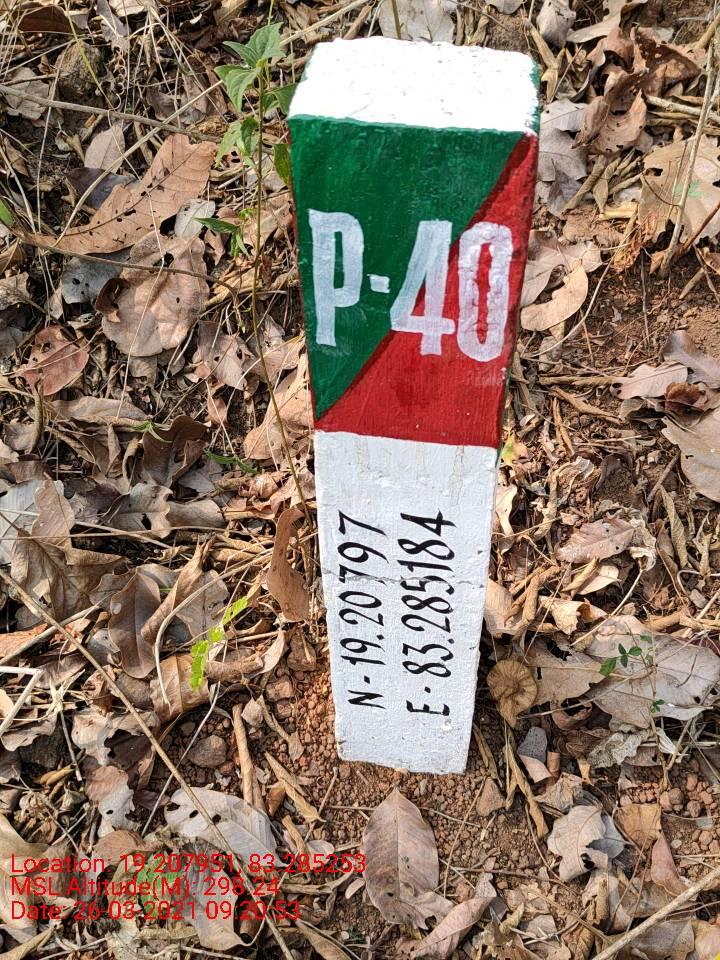 P-40
N-19.20797
E-83.285184
Location: 19.207951 83.285253
MSL Altitude(M): 298.24
Date: 26-03-2021 09:20:53